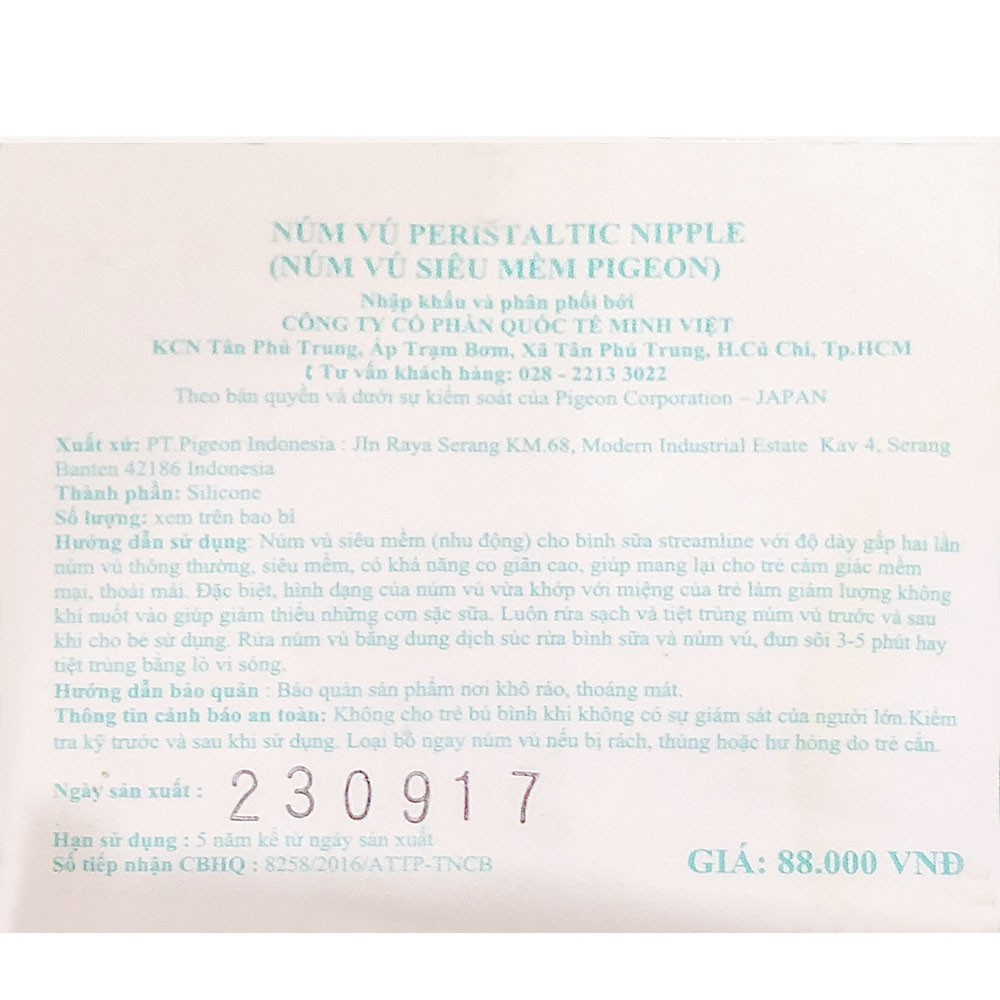 NÚM VÚ PERISTALTIC NIPPLE
(NÚM VÚ SIÊU MỀM PIGEON)
Nhập khẩu và phân phối bởi
CÔNG TY CỔ PHẦN QUỐC TẾ MINH VIỆT
KCN Tân Phú Trung, Ấp Trạm Bơm, Xã Tân Phú Trung, H.Củ Chi, Tp.HCM
( Tư vấn khách hàng: 028 - 2213 3022
Theo bản quyền và dưới sự kiểm soát của Pigeon Corporation – JAPAN
Xuất xứ: PT.Pigeon Indonesia : Jln Raya Serang KM.68, Modern Industrial Estate Kav 4, Serang
Banten 42186 Indonesia
Thành phần: Silicone
Số lượng: xem trên bao bì
Hướng dẫn sử dụng: Núm vú siêu mềm (nhu động) cho bình sữa streamline với độ dày gấp hai lần
núm vú thông thường, siêu mềm, có khả năng co giãn cao, giúp mang lại cho trẻ cảm giác mềm
mại, thoải mái. Đặc biệt, hình dạng của núm vú vừa khớp với miệng của trẻ làm giảm lượng không
khí nuốt vào giúp giảm thiểu những cơn sặc sữa. Luôn rửa sạch và tiệt trùng núm vú trước và sau
khi cho bé sử dụng. Rửa núm vú bằng dung dịch súc rửa bình sữa và núm vú, đun sôi 3-5 phút hay
tiệt trùng bằng lò vi sóng.
Hướng dẫn bảo quản : Bảo quản sản phẩm nơi khô ráo, thoáng mát.
Thông tin cảnh báo an toàn: Không cho trẻ bú bình khi không có sự giám sát của người lớn.Kiểm
tra kỹ trước và sau khi sử dụng. Loại bỏ ngay núm vú nếu bị rách, thủng hoặc hư hỏng do trẻ cắn.
Ngày sản xuất : 230917
Hạn sử dụng : 5 năm kể từ ngày sản xuất
Số tiếp nhận CBHQ : 8258/2016/ATTP-TNCB
GIÁ: 88.000 VNĐ